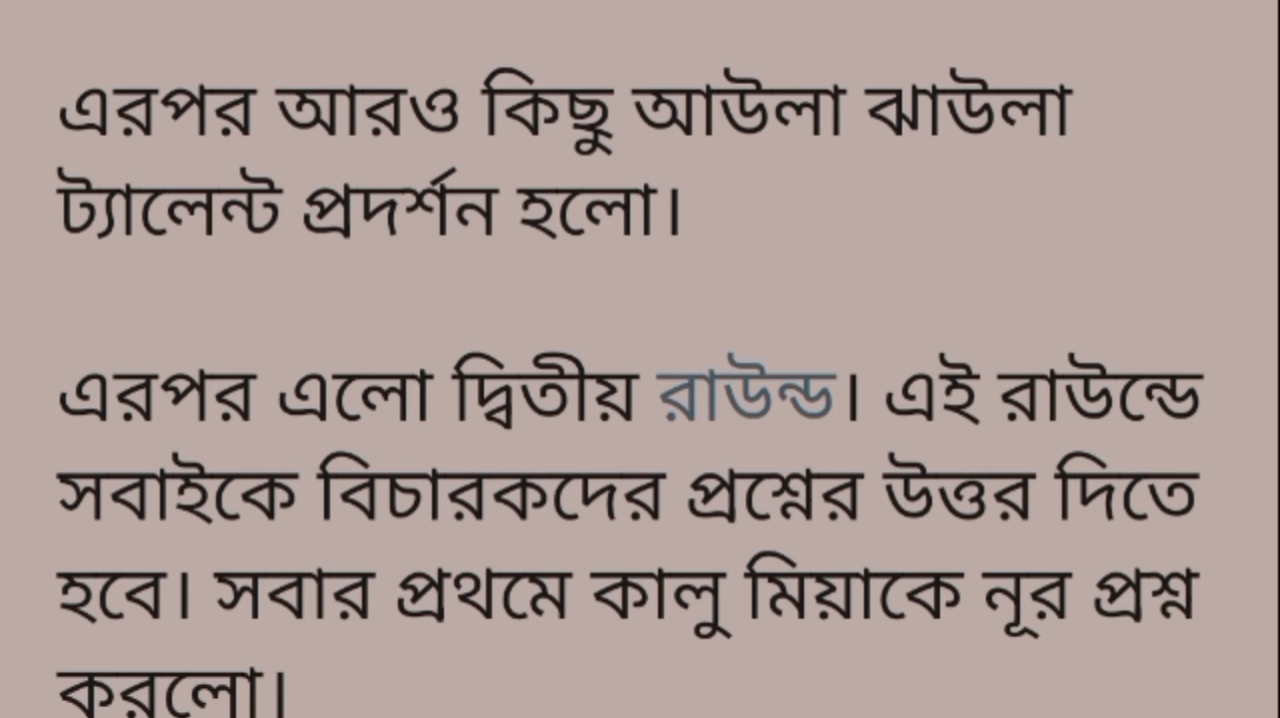 এরপর আরও কিছু আউলা ঝাউলা
ট্যালেন্ট প্রদর্শন হলো।
এরপর এলো দ্বিতীয় রাউন্ড। এই রাউন্ডে
সবাইকে বিচারকদের প্রশ্নের উত্তর দিতে
হবে। সবার প্রথমে কালু মিয়াকে নূর প্রশ্ন
করলো।